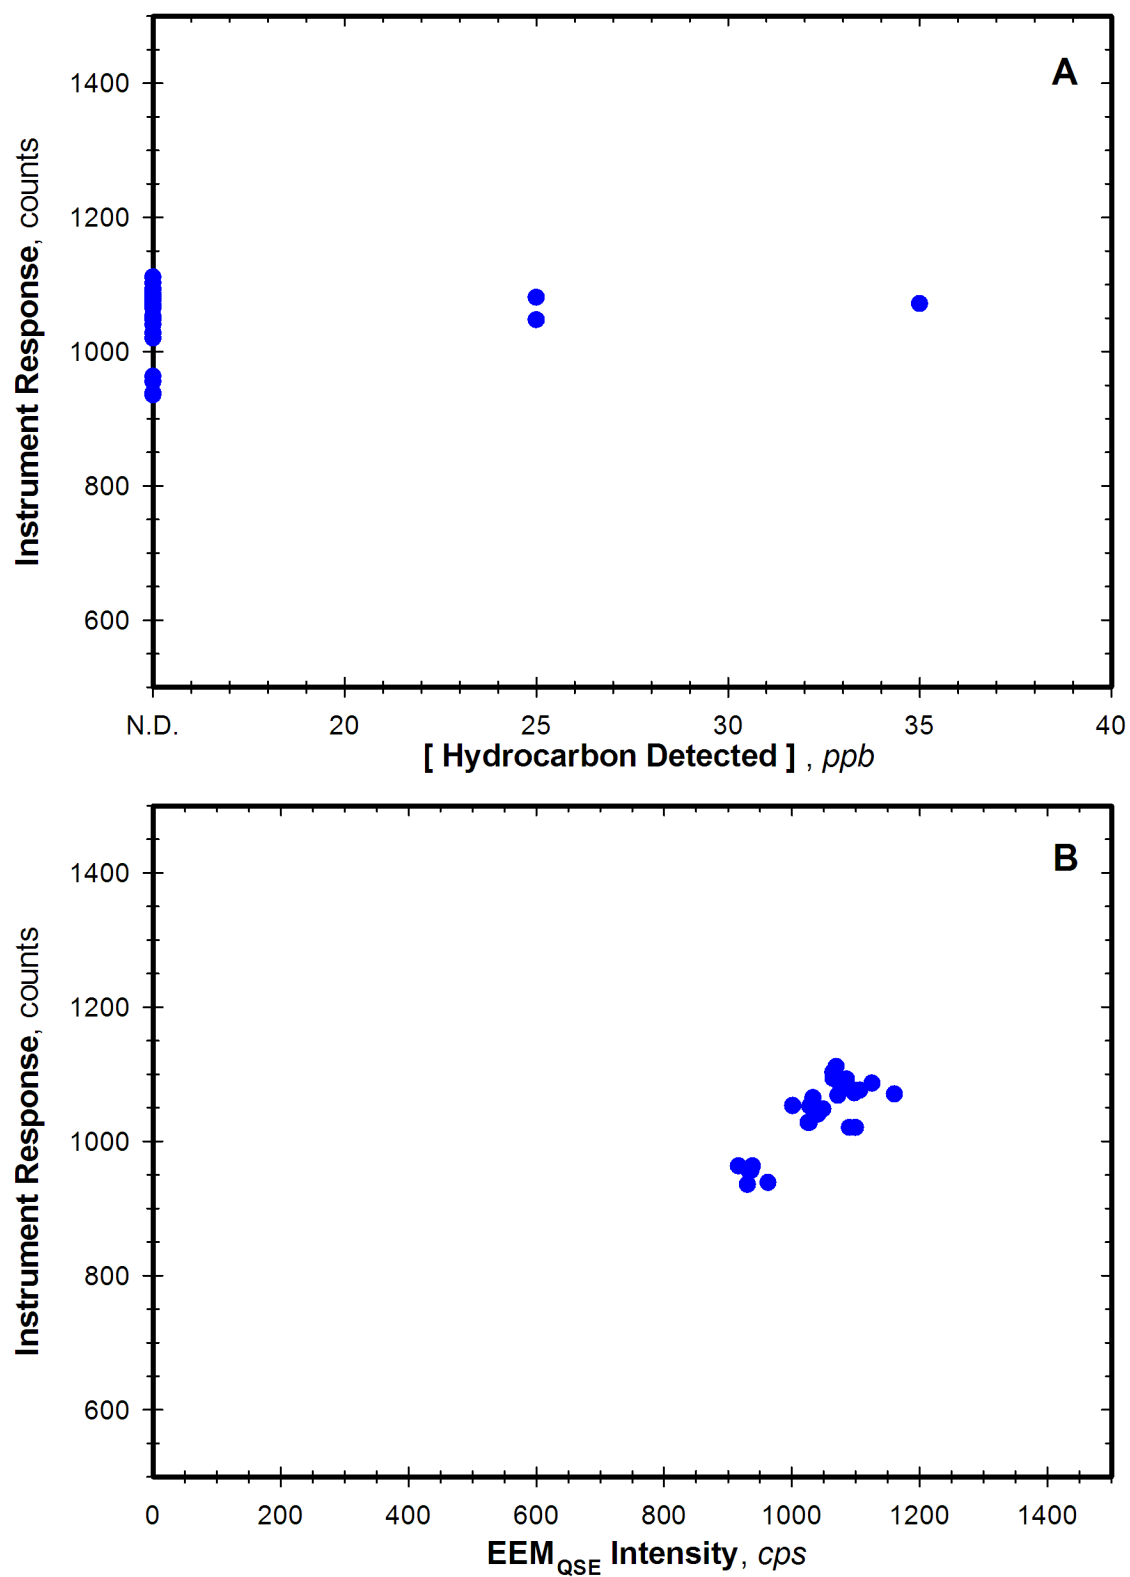 A
1400
1200
1000
800
600
Instrument Response, counts
N.D. 20 25 30 35 40
[ Hydrocarbon Detected ] , ppb
B
1400
1200
1000
800
600
Instrument Response, counts
0 200 400 600 800 1000 1200 1400
EEMQSE Intensity, cps